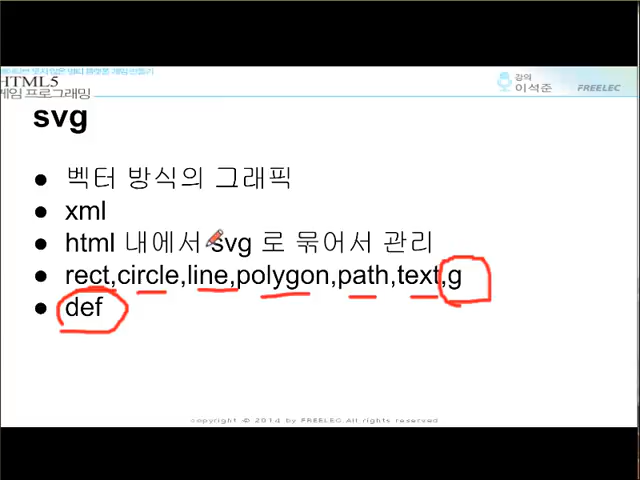 HTML5
게임 프로그래밍
강의
이석준
FREELEC
svg
● 벡터 방식의 그래픽
● xml
● html 내에서 svg 로 묶어서 관리
● rect,circle,line,polygon,path,text,g
● def
copyright © 2014 by FREELEC.All rights reserved